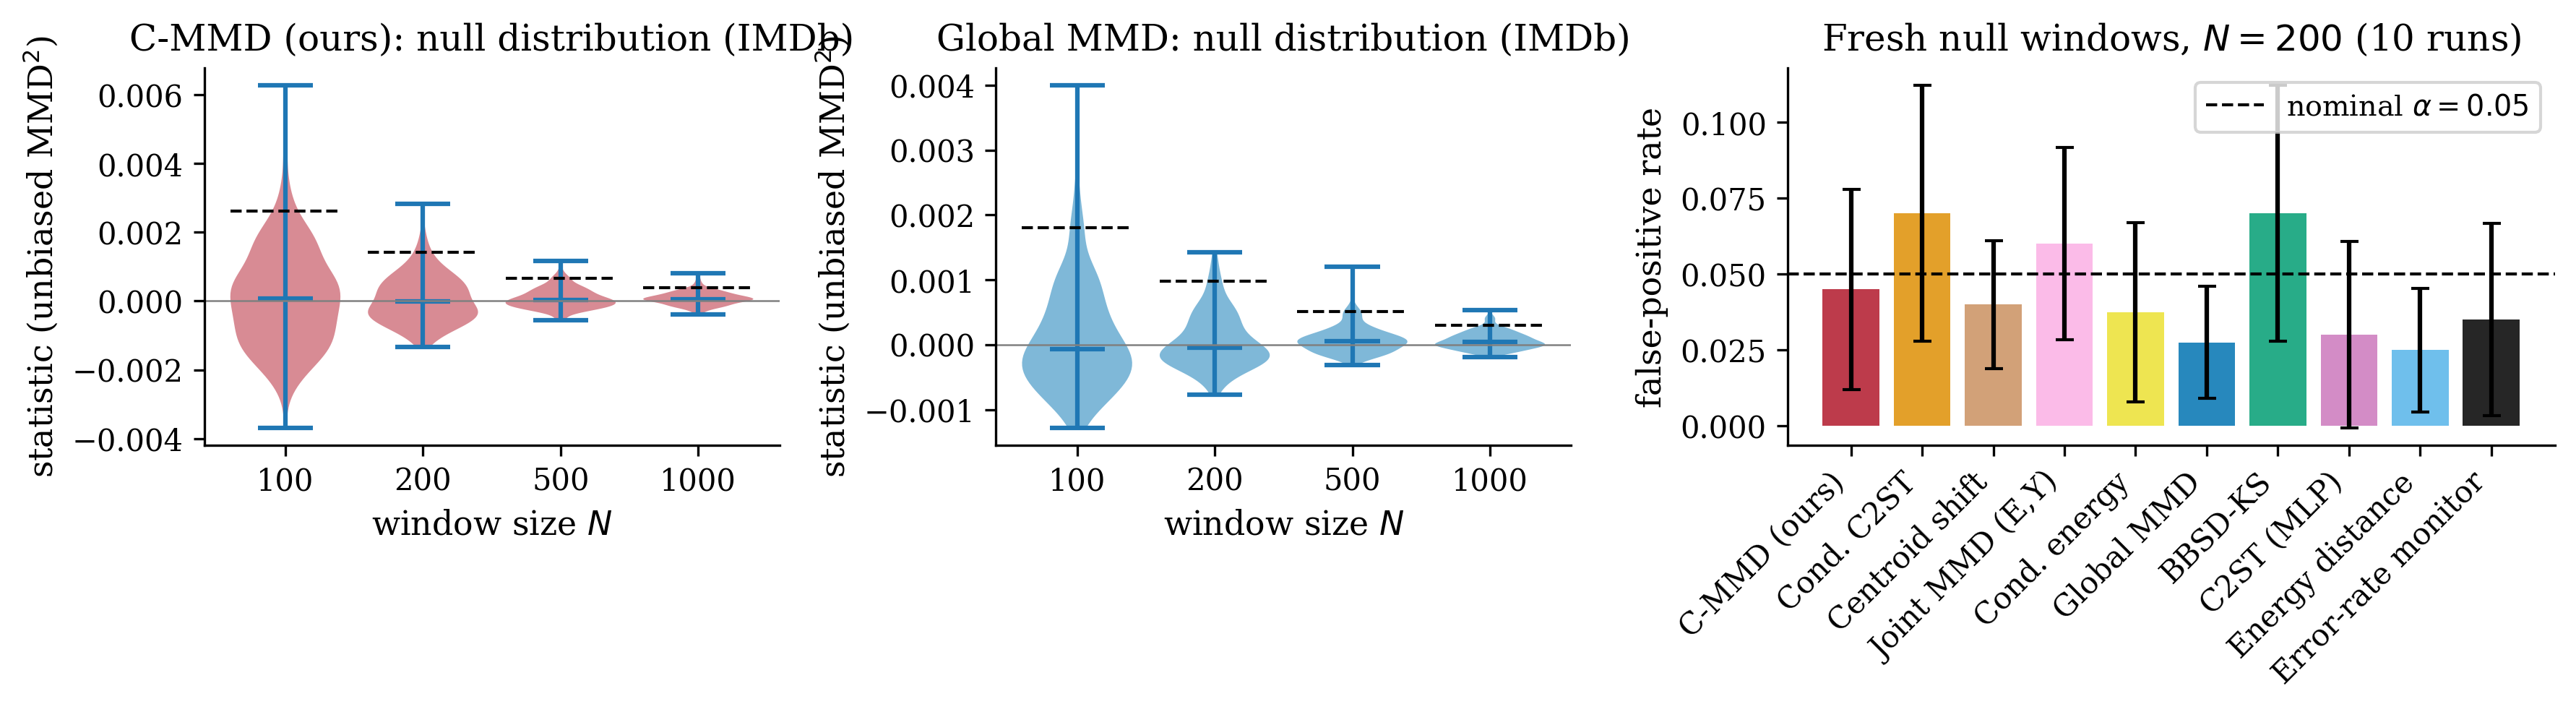 C-MMD (ours): null distribution (IMDb)
statistic (unbiased MMD²)
0.006
0.004
0.002
0.000
−0.002
−0.004
100 200 500 1000
window size N
Global MMD: null distribution (IMDb)
statistic (unbiased MMD²)
0.004
0.003
0.002
0.001
0.000
−0.001
100 200 500 1000
window size N
Fresh null windows, N = 200 (10 runs)
false-positive rate
0.100
0.075
0.050
0.025
0.000
nominal α = 0.05
C-MMD (ours)
Cond. C2ST
Centroid shift
Joint MMD (E,Y)
Cond. energy
Global MMD
BBSD-KS
C2ST (MLP)
Energy distance
Error-rate monitor